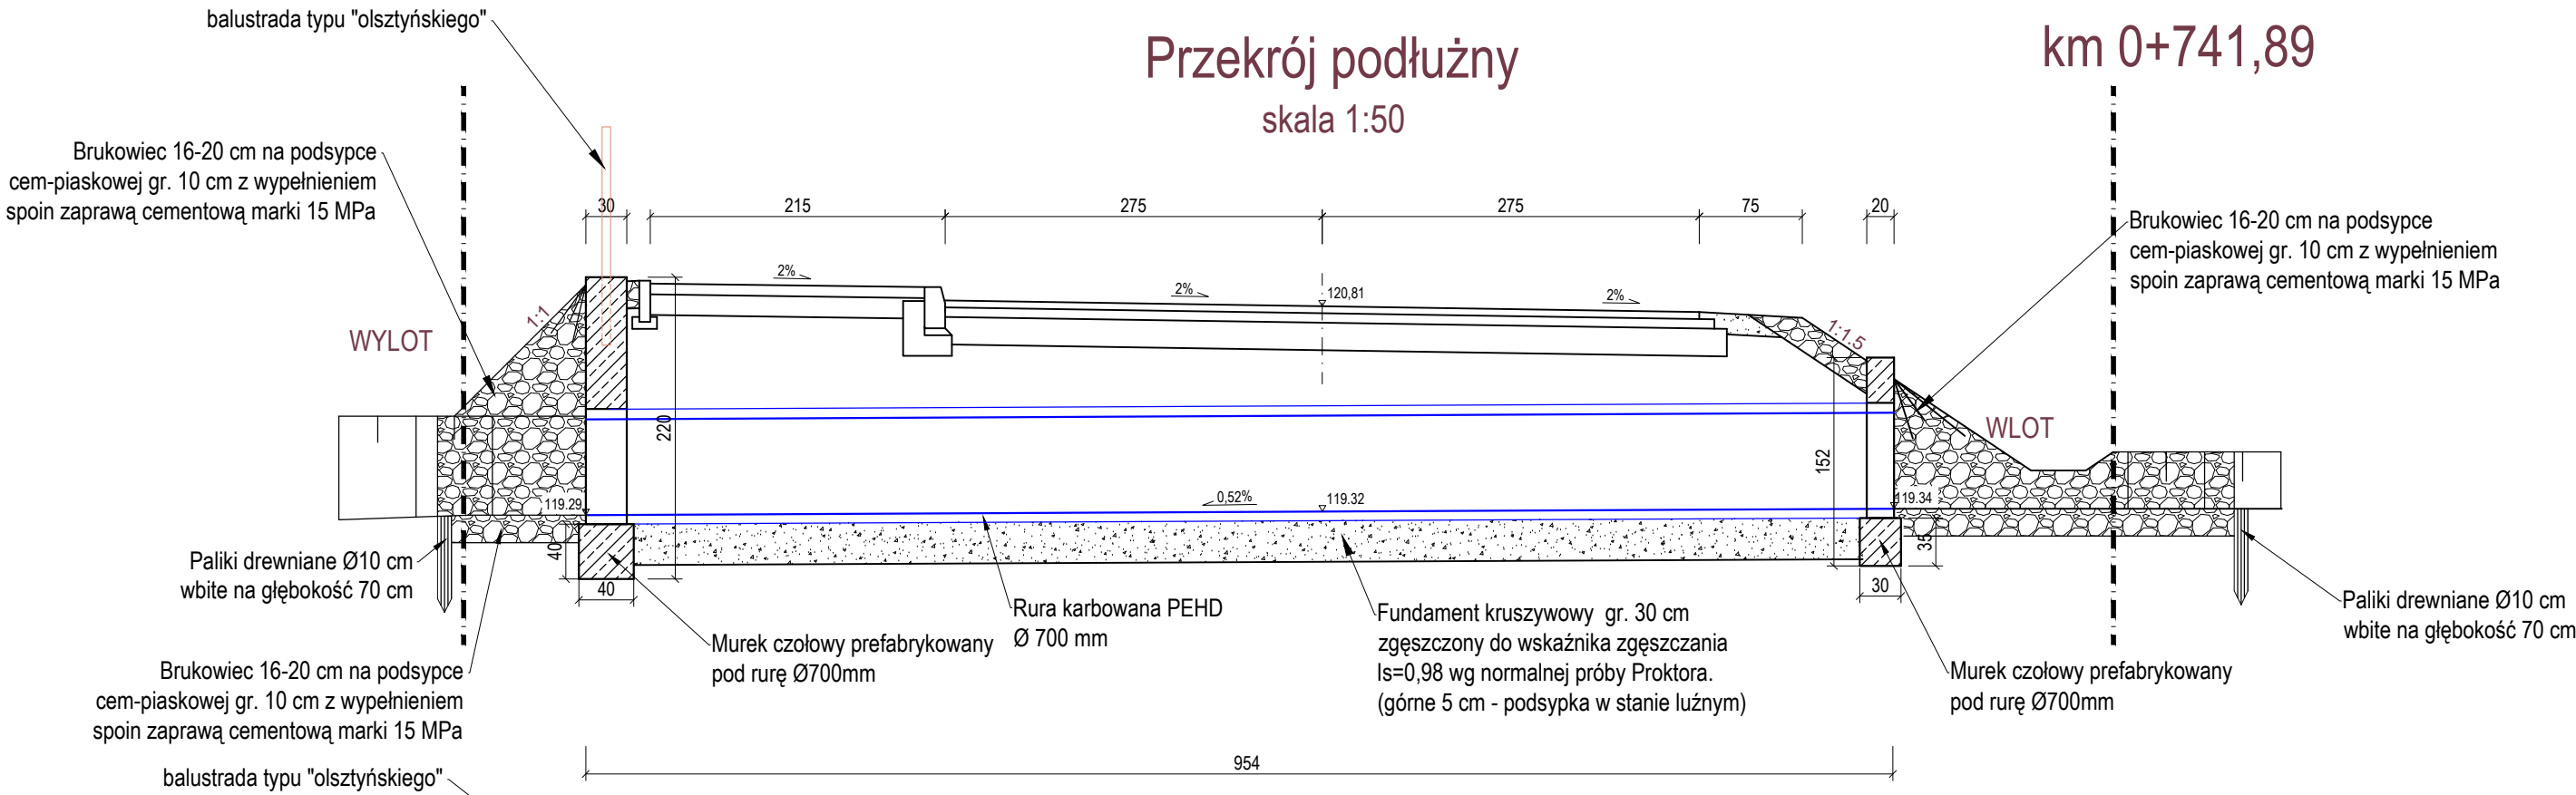 balustrada typu "olsztyńskiego"
Przekrój podłużny
skala 1:50
km 0+741,89
Brukowiec 16-20 cm na podsypce
cem-piaskowej gr. 10 cm z wypełnieniem
spoin zaprawą cementową marki 15 MPa
30
215
275
275
75
20
Brukowiec 16-20 cm na podsypce
cem-piaskowej gr. 10 cm z wypełnieniem
spoin zaprawą cementową marki 15 MPa
2%
2%
120,81
2%
1:1
1:1.5
WYLOT
WLOT
220
152
119.29
0,52%
119.32
119.34
40
40
35
30
Paliki drewniane Ø10 cm
wbite na głębokość 70 cm
Rura karbowana PEHD
Ø 700 mm
Fundament kruszywowy gr. 30 cm
zgęszczony do wskaźnika zgęszczania
Is=0,98 wg normalnej próby Proktora.
(górne 5 cm - podsypka w stanie luźnym)
Paliki drewniane Ø10 cm
wbite na głębokość 70 cm
Murek czołowy prefabrykowany
pod rurę Ø700mm
Murek czołowy prefabrykowany
pod rurę Ø700mm
Brukowiec 16-20 cm na podsypce
cem-piaskowej gr. 10 cm z wypełnieniem
spoin zaprawą cementową marki 15 MPa
954
balustrada typu "olsztyńskiego"